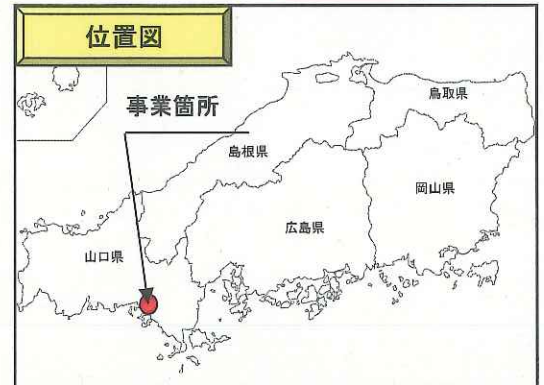 位置図
事業箇所
鳥取県
島根県
岡山県
広島県
山口県